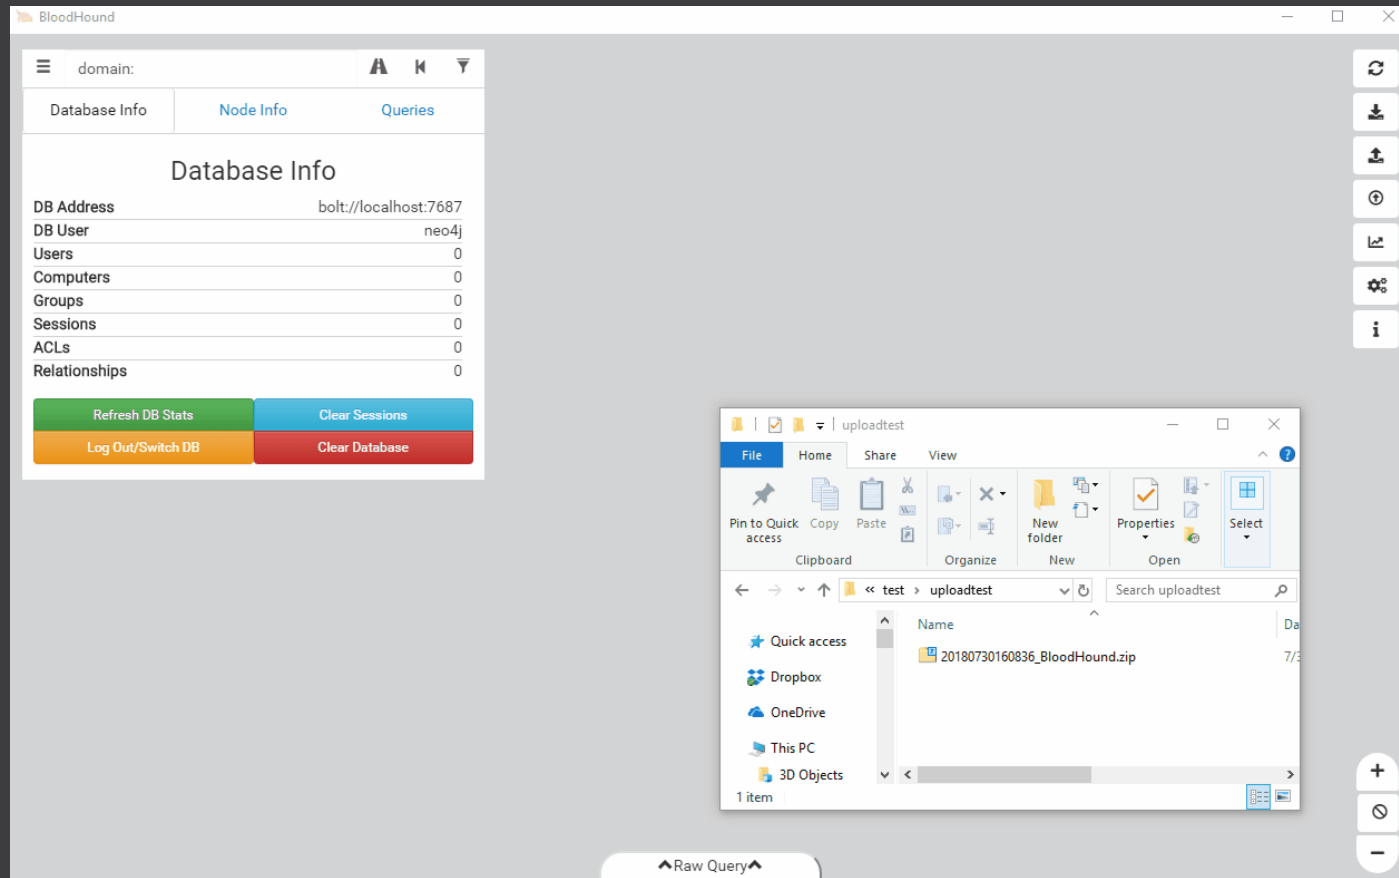 BloodHound
domain:
Database Info Node Info Queries
Database Info
DB Address bolt://localhost:7687
DB User neo4j
Users 0
Computers 0
Groups 0
Sessions 0
ACLs 0
Relationships 0
Refresh DB Stats Clear Sessions
Log Out/Switch DB Clear Database
uploadtest
File Home Share View
Pin to Quick access Copy Paste New folder Properties Select
Clipboard Organize New Open
« test › uploadtest Search uploadtest
Name Da
Quick access
20180730160836_BloodHound.zip 7/3
Dropbox
OneDrive
This PC
3D Objects
1 item
Raw Query